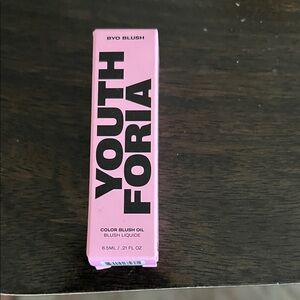 BYO BLUSH
YOUTH
FORIA
COLOR BLUSH OIL
BLUSH LIQUIDE
6.5ML / .21 FL OZ